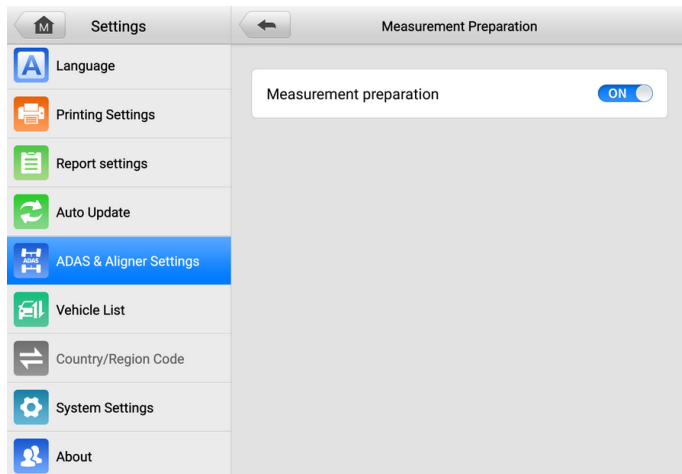 M
Settings
Measurement Preparation
A
Language
Measurement preparation
ON
Printing Settings
Report settings
Auto Update
ADAS
ADAS & Aligner Settings
Vehicle List
Country/Region Code
System Settings
About